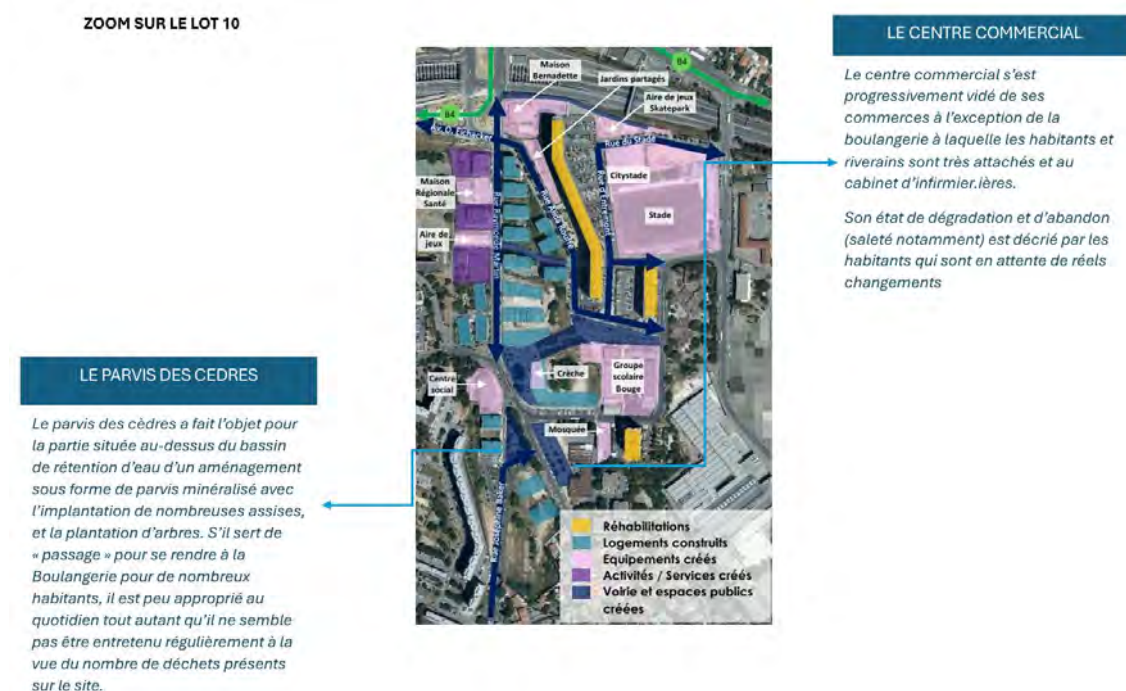 ZOOM SUR LE LOT 10
LE CENTRE COMMERCIAL
Le centre commercial s'est
progressivement vidé de ses
commerces à l'exception de la
boulangerie à laquelle les habitants et
riverains sont très attachés et au
cabinet d'infirmier.ières.
Son état de dégradation et d'abandon
(saleté notamment) est décrié par les
habitants qui sont en attente de réels
changements
LE PARVIS DES CEDRES
Le parvis des cèdres a fait l'objet pour
la partie située au-dessus du bassin
de rétention d'eau d'un aménagement
sous forme de parvis minéralisé avec
l'implantation de nombreuses assises,
et la plantation d'arbres. S'il sert de
« passage » pour se rendre à la
Boulangerie pour de nombreux
habitants, il est peu approprié au
quotidien tout autant qu'il ne semble
pas être entretenu régulièrement à la
vue du nombre de déchets présents
sur le site.
Maison
Bernadette
Jardins partagés
B4
Aire de jeux
Skatepark
B4
Rue du stade
Citystade
Maison
Régionale
Santé
Stade
Rue d'Entremont
Aire de
jeux
Centre
social
Crèche
Groupe
scolaire
Bouge
Mosquée
Rue Joséphine Baker
Réhabilitations
Logements construits
Equipements créés
Activités / Services créés
Voirie et espaces publics
créées